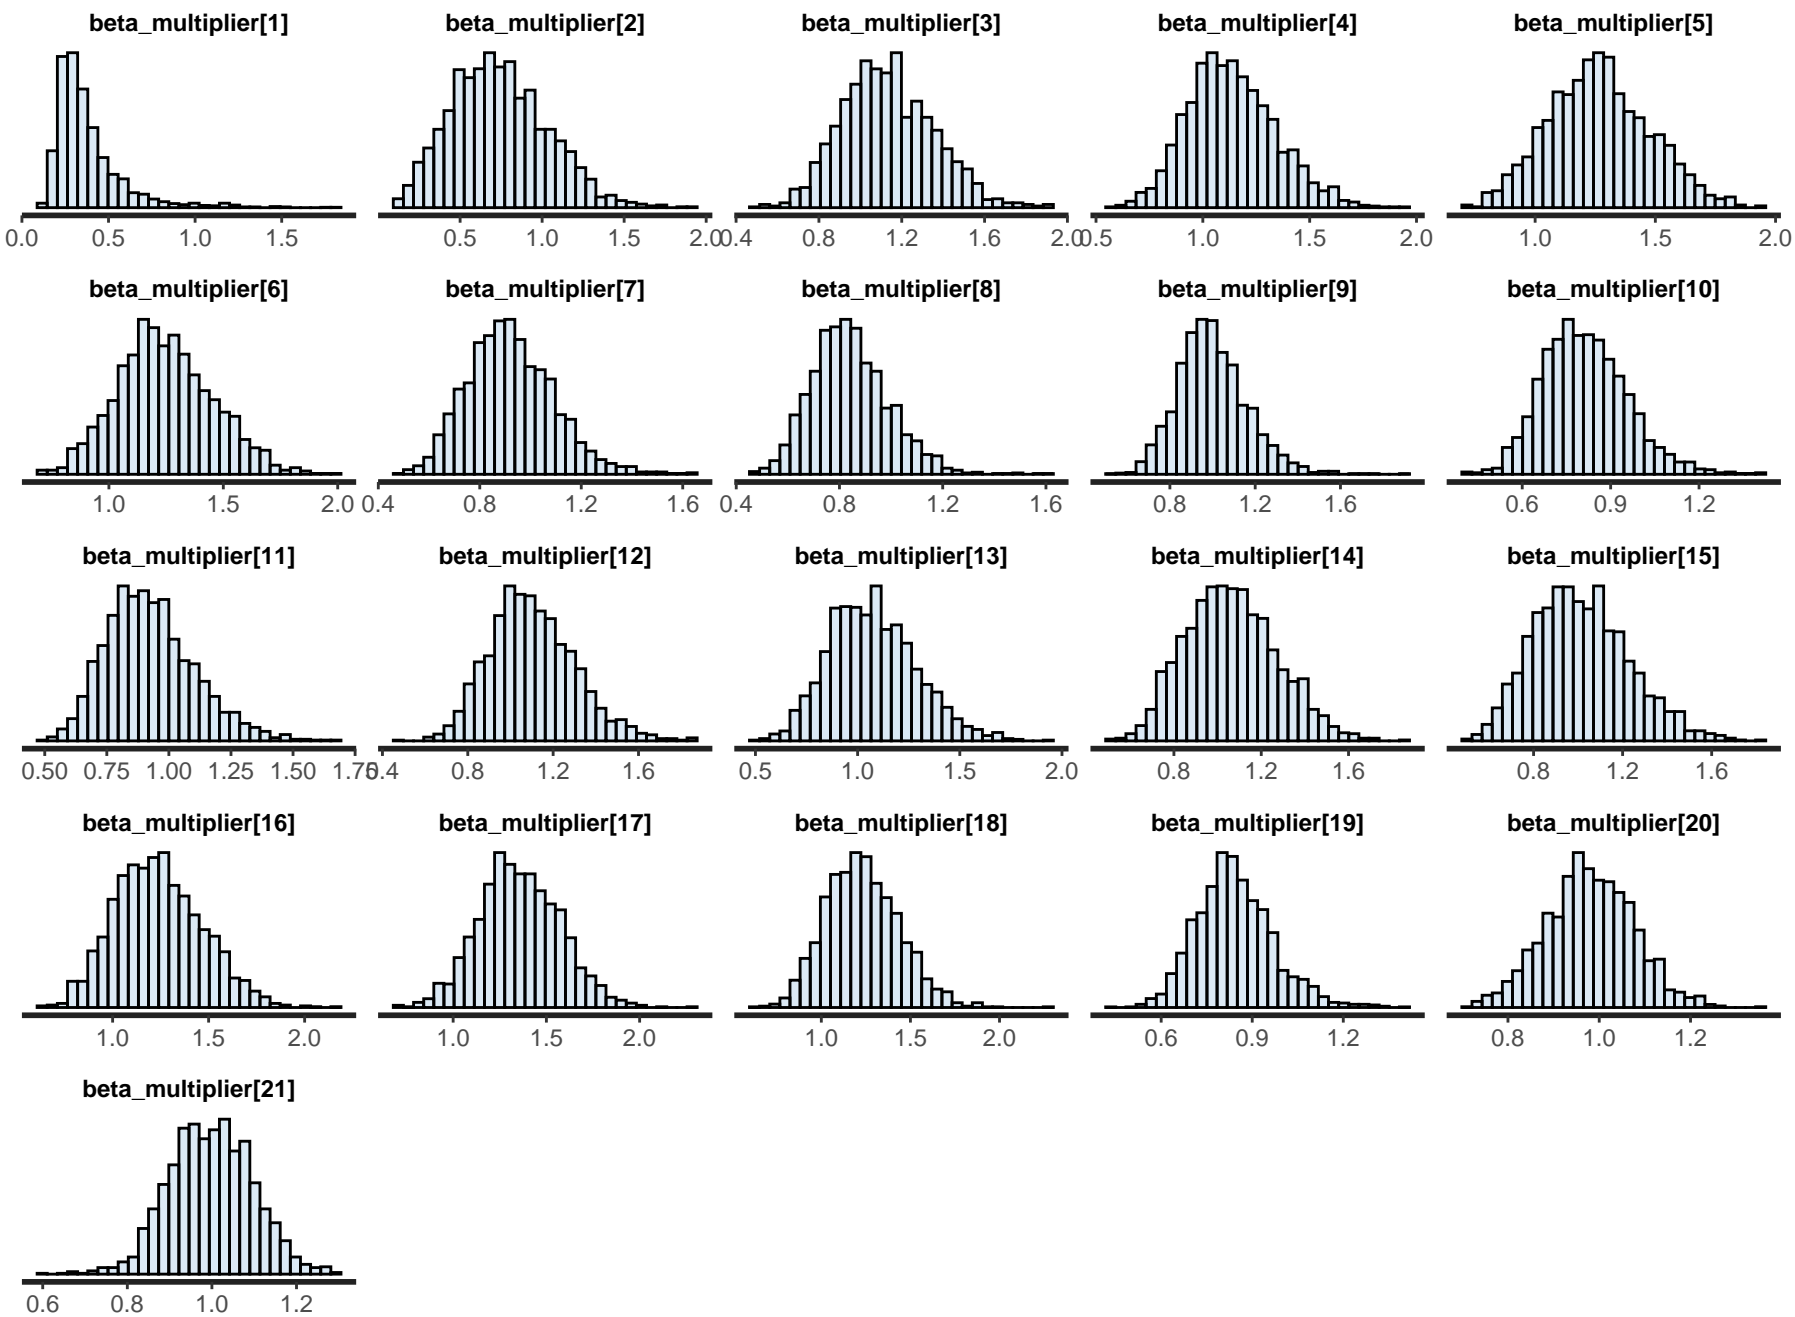 beta_multiplier[1] beta_multiplier[2] beta_multiplier[3] beta_multiplier[4] beta_multiplier[5]
0.0 0.5 1.0 1.5 0.5 1.0 1.5 2.0 0.4 0.8 1.2 1.6 2.0 0.5 1.0 1.5 2.0 1.0 1.5 2.0
beta_multiplier[6] beta_multiplier[7] beta_multiplier[8] beta_multiplier[9] beta_multiplier[10]
1.0 1.5 2.0 0.4 0.8 1.2 1.6 0.4 0.8 1.2 1.6 0.8 1.2 1.6 0.6 0.9 1.2
beta_multiplier[11] beta_multiplier[12] beta_multiplier[13] beta_multiplier[14] beta_multiplier[15]
0.50 0.75 1.00 1.25 1.50 1.75 0.4 0.8 1.2 1.6 0.5 1.0 1.5 2.0 0.8 1.2 1.6 0.8 1.2 1.6
beta_multiplier[16] beta_multiplier[17] beta_multiplier[18] beta_multiplier[19] beta_multiplier[20]
1.0 1.5 2.0 1.0 1.5 2.0 1.0 1.5 2.0 0.6 0.9 1.2 0.8 1.0 1.2
beta_multiplier[21]
0.6 0.8 1.0 1.2